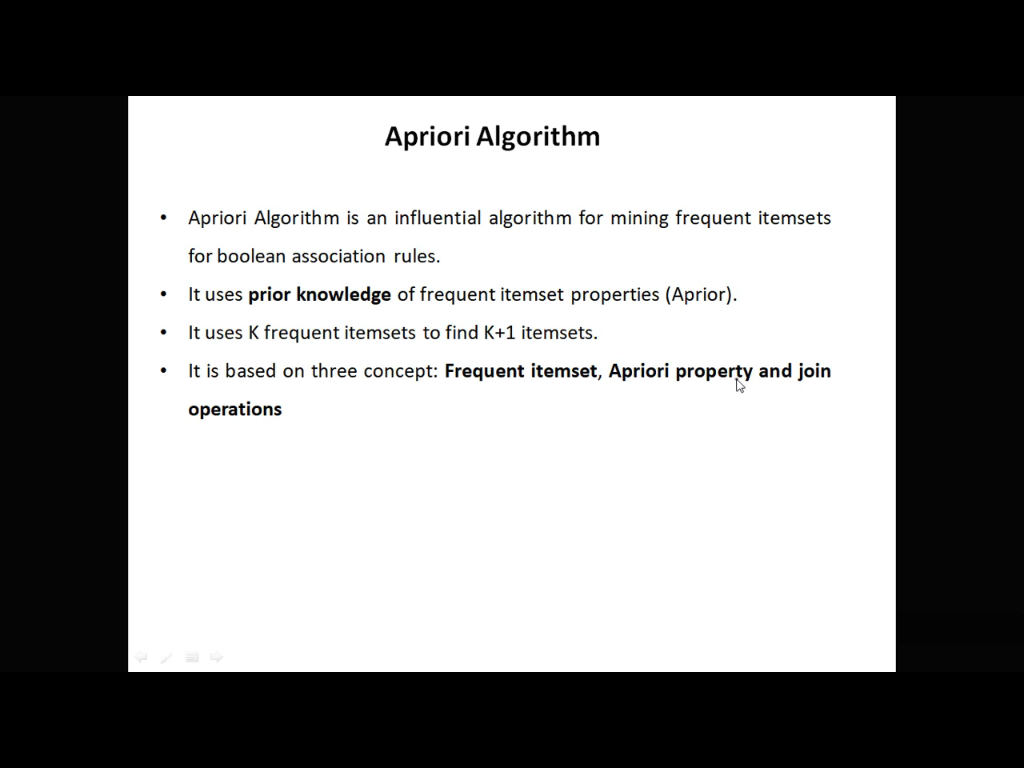 Apriori Algorithm
• Apriori Algorithm is an influential algorithm for mining frequent itemsets
for boolean association rules.
• It uses prior knowledge of frequent itemset properties (Aprior).
• It uses K frequent itemsets to find K+1 itemsets.
• It is based on three concept: Frequent itemset, Apriori property and join
operations